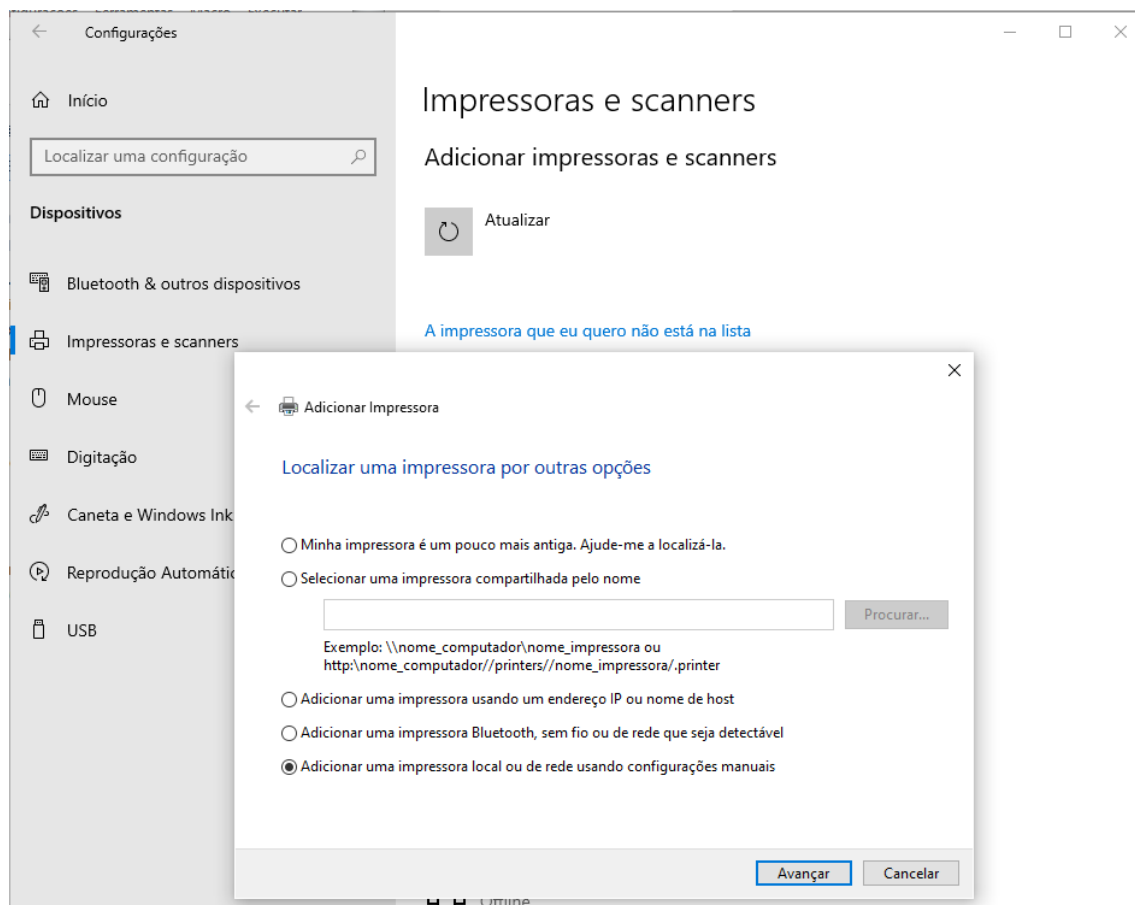 Configurações
Início
Localizar uma configuração
Dispositivos
Bluetooth & outros dispositivos
Impressoras e scanners
Mouse
Digitação
Caneta e Windows Ink
Reprodução Automátic
USB
Impressoras e scanners
Adicionar impressoras e scanners
Atualizar
A impressora que eu quero não está na lista
Adicionar Impressora
Localizar uma impressora por outras opções
Minha impressora é um pouco mais antiga. Ajude-me a localizá-la.
Selecionar uma impressora compartilhada pelo nome
Procurar...
Exemplo: \\nome_computador\nome_impressora ou
http:\nome_computador//printers//nome_impressora/.printer
Adicionar uma impressora usando um endereço IP ou nome de host
Adicionar uma impressora Bluetooth, sem fio ou de rede que seja detectável
Adicionar uma impressora local ou de rede usando configurações manuais
Avançar
Cancelar
Offline